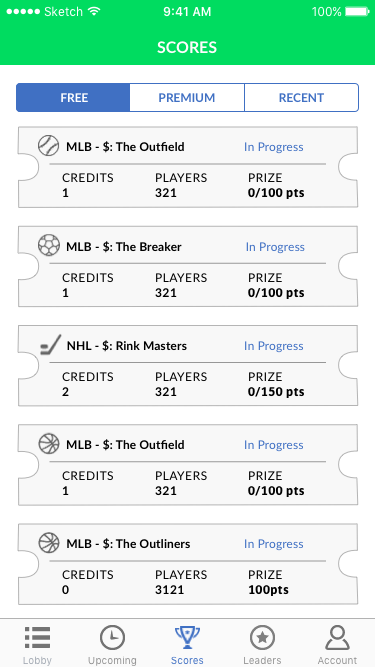 Sketch 9:41 AM 100%
SCORES
FREE PREMIUM RECENT
MLB - $: The Outfield In Progress
CREDITS PLAYERS PRIZE
1 321 0/100 pts
MLB - $: The Breaker In Progress
CREDITS PLAYERS PRIZE
1 321 0/100 pts
NHL - $: Rink Masters In Progress
CREDITS PLAYERS PRIZE
2 321 0/150 pts
MLB - $: The Outfield In Progress
CREDITS PLAYERS PRIZE
1 321 0/100 pts
MLB - $: The Outliners In Progress
CREDITS PLAYERS PRIZE
0 3121 100pts
Lobby Upcoming Scores Leaders Account